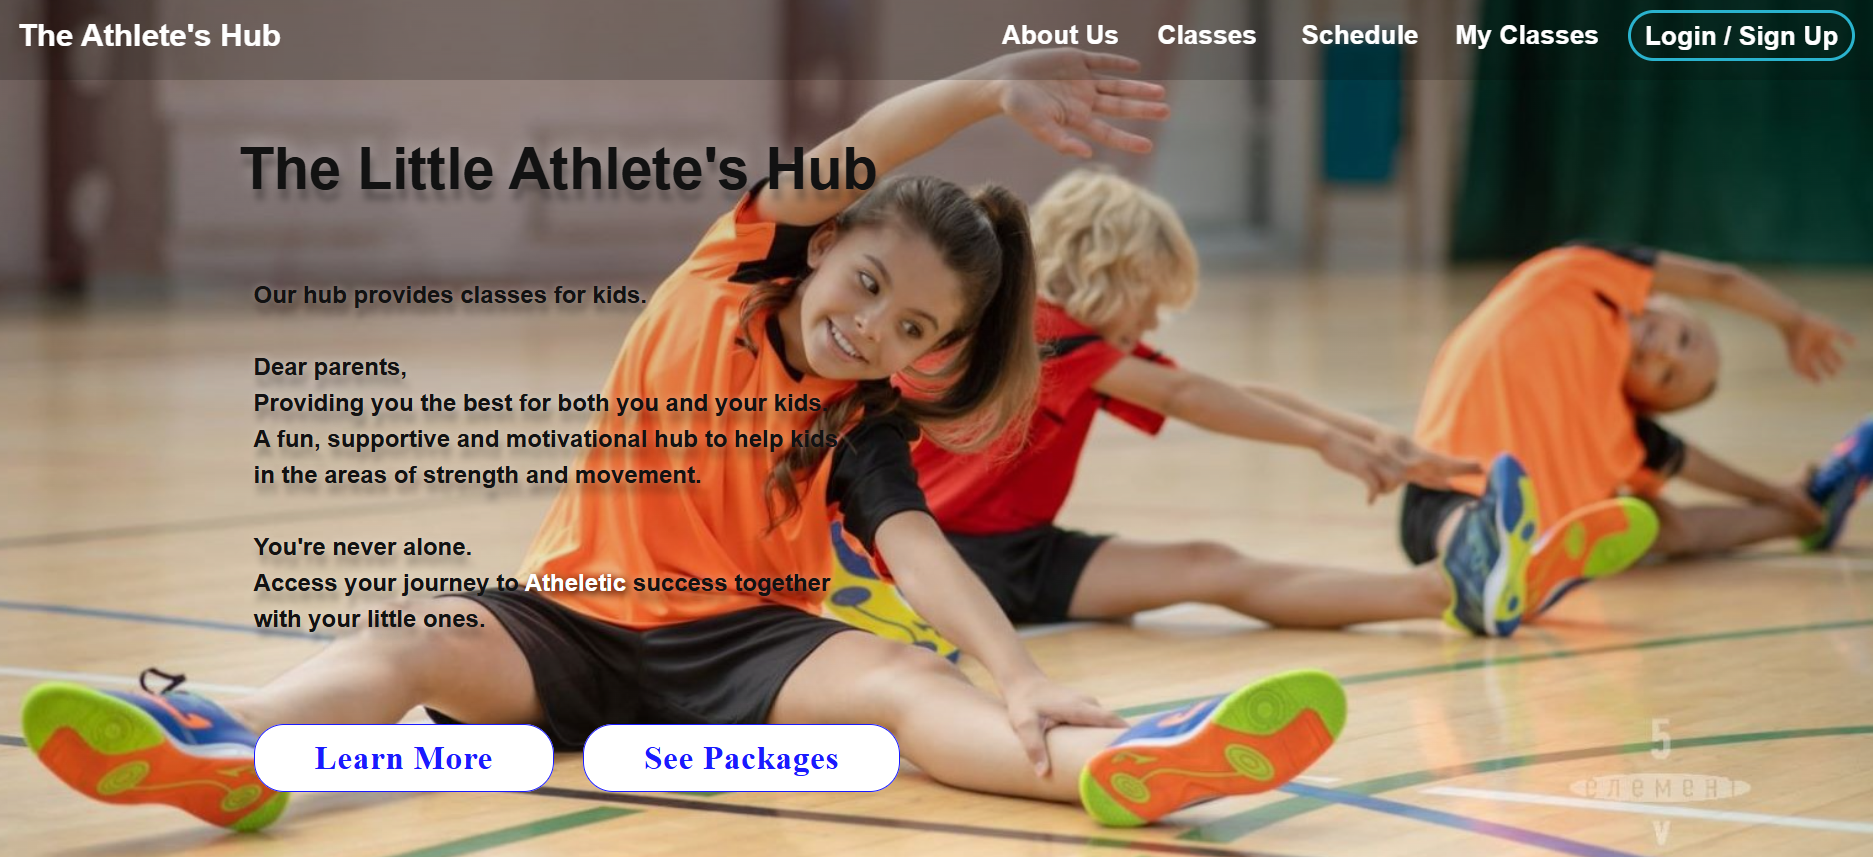 The Athlete's Hub
About Us
Classes
Schedule
My Classes
Login / Sign Up
The Little Athlete's Hub
Our hub provides classes for kids.
Dear parents,
Providing you the best for both you and your kids.
A fun, supportive and motivational hub to help kids
in the areas of strength and movement.
You're never alone.
Access your journey to Atheletic success together
with your little ones.
Learn More
See Packages
5
елемент
v